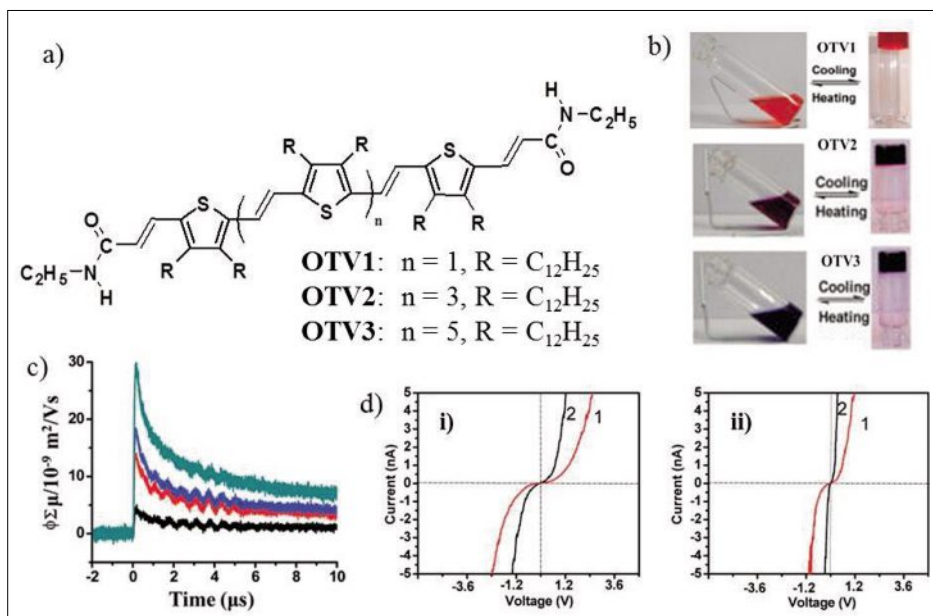 a)
H
N
C₂H₅
O
R R
R R
S
S
S
n
R R
R R
O
C₂H₅
N
H
OTV1: n = 1, R = C₁₂H₂₅
OTV2: n = 3, R = C₁₂H₂₅
OTV3: n = 5, R = C₁₂H₂₅
b)
OTV1
Cooling
Heating
OTV2
Cooling
Heating
OTV3
Cooling
Heating
c)
ϕΣμ/10⁻⁹ m²/Vs
30
20
10
0
-2 0 2 4 6 8 10
Time (μs)
d)
i)
2 1
Current (nA)
5
4
3
2
1
0
-1
-2
-3
-4
-5
-3.6 -1.2 1.2 3.6
Voltage (V)
ii)
2 1
Current (nA)
5
4
3
2
1
0
-1
-2
-3
-4
-5
-3.6 -1.2 1.2 3.6
Voltage (V)